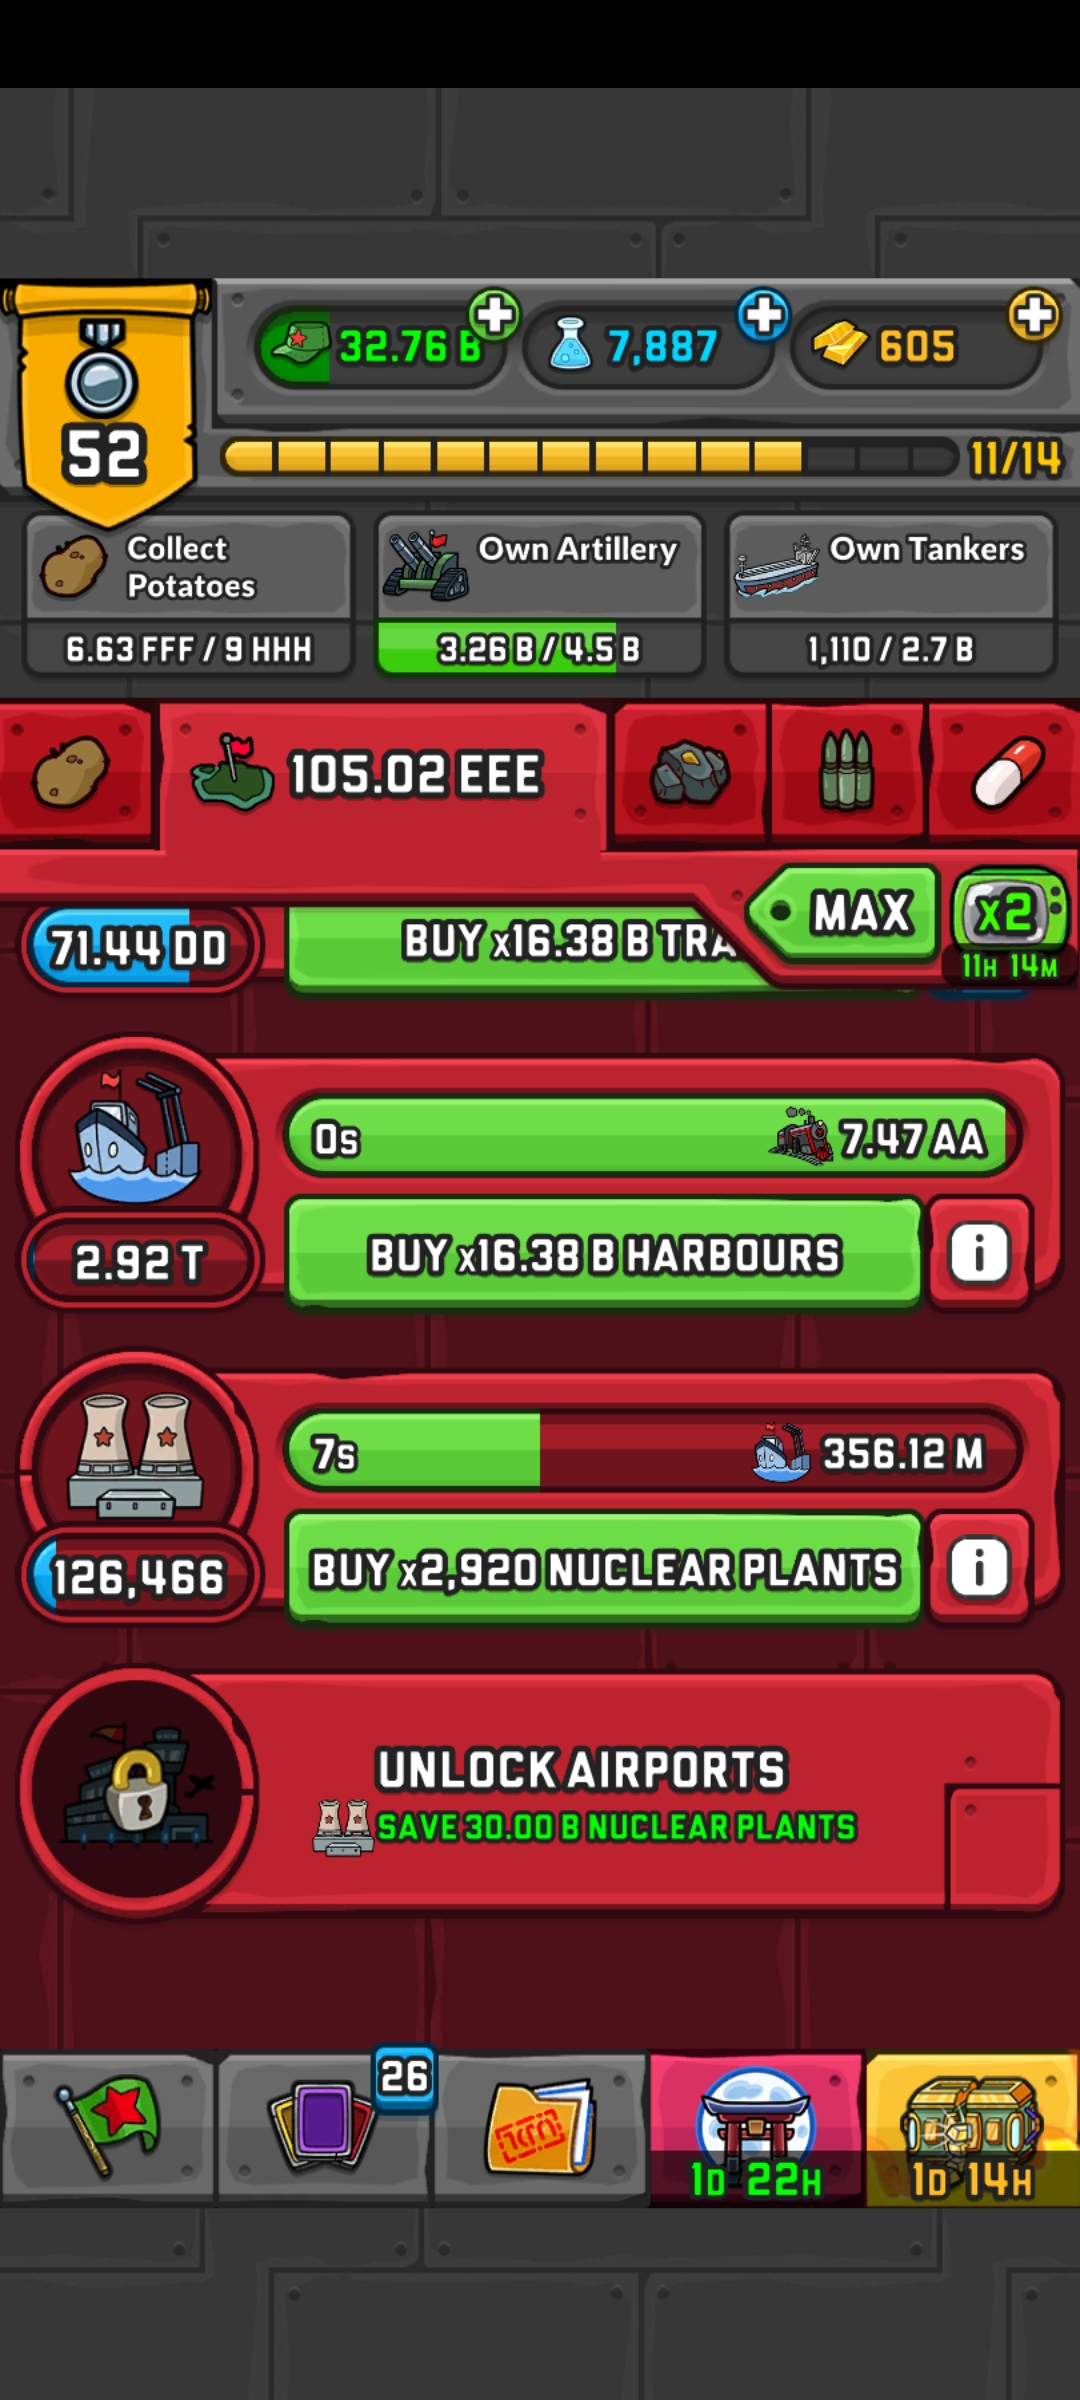 32.76 B
7,887
605
52
11/14
Collect
Potatoes
Own Artillery
Own Tankers
6.63 FFF / 9 HHH
3.26 B / 4.5 B
1,110 / 2.7 B
105.02 EEE
MAX
x2
11H 14M
71.44 DD
BUY x16.38 B TRA
0s
7.47 AA
2.92 T
BUY x16.38 B HARBOURS
i
7s
356.12 M
126,466
BUY x2,920 NUCLEAR PLANTS
i
UNLOCK AIRPORTS
SAVE 30.00 B NUCLEAR PLANTS
26
1D 22H
1D 14H